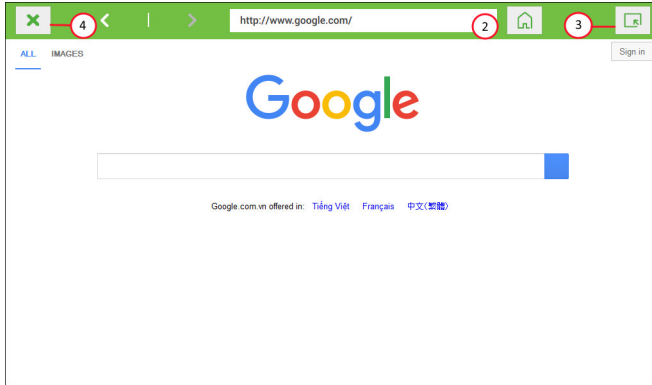 4
http://www.google.com/
2
3
ALL IMAGES
Sign in
Google
Google.com.vn offered in: Tiếng Việt Français 中文(繁體)